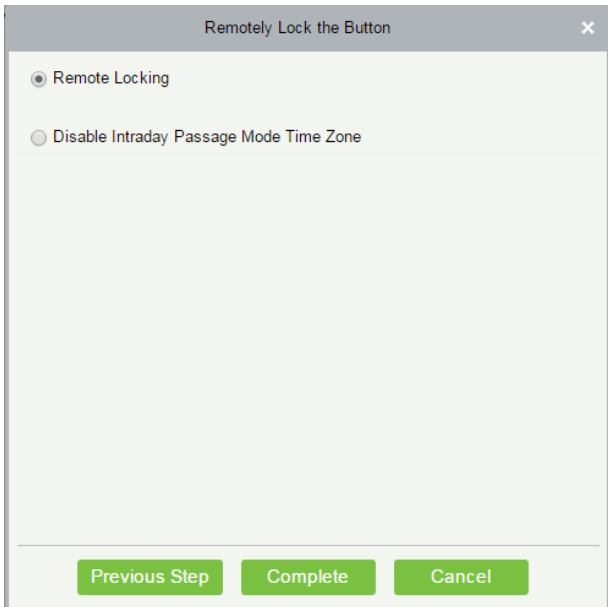 Remotely Lock the Button
Remote Locking
Disable Intraday Passage Mode Time Zone
Previous Step Complete Cancel